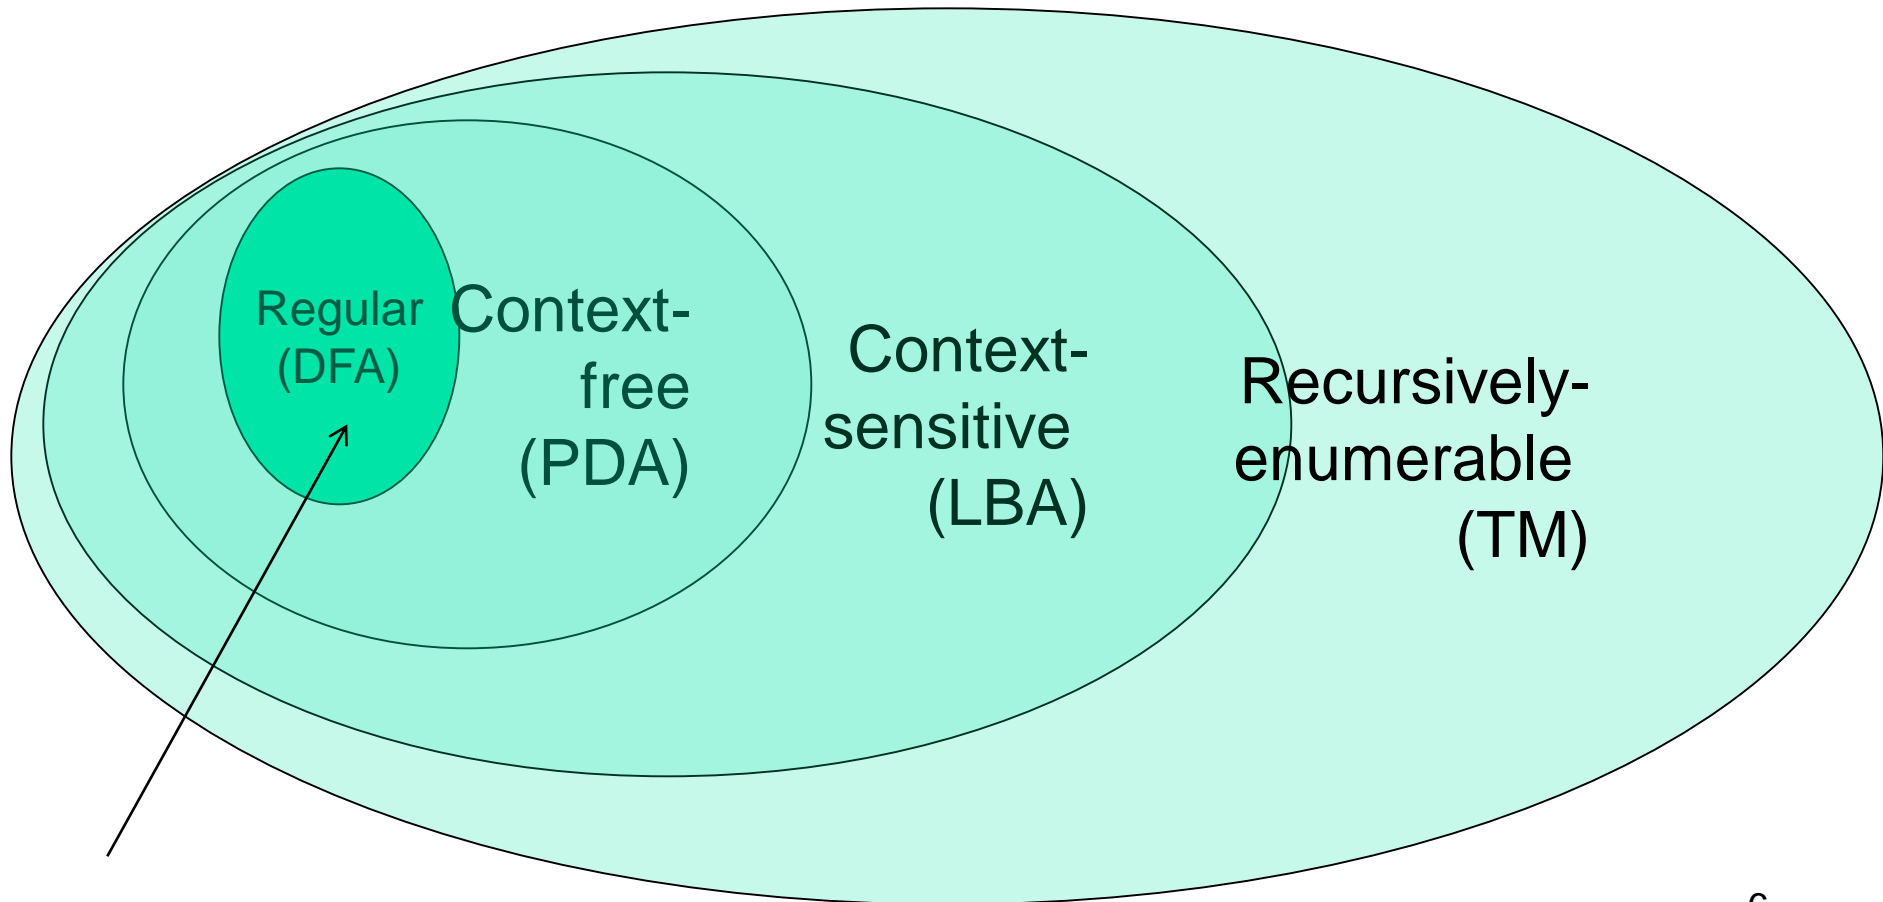 Regular
(DFA)
Context-
free
(PDA)
Context-
sensitive
(LBA)
Recursively-
enumerable
(TM)